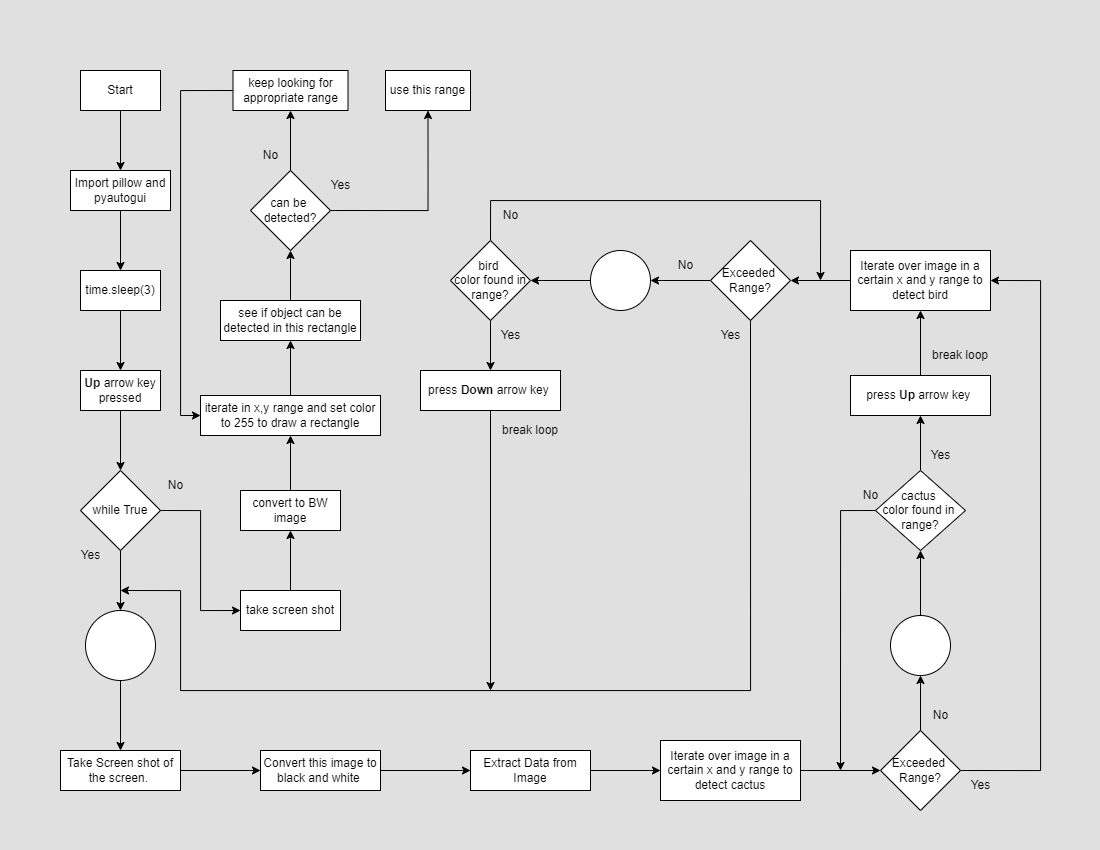 Start
Import pillow and
pyautogui
time.sleep(3)
Up arrow key
pressed
while True
No
Yes
take screen shot
convert to BW
image
iterate in x,y range and set color
to 255 to draw a rectangle
see if object can be
detected in this rectangle
can be
detected?
No
Yes
keep looking for
appropriate range
use this range
Take Screen shot of
the screen.
Convert this image to
black and white
Extract Data from
Image
Iterate over image in a
certain x and y range to
detect cactus
Exceeded
Range?
No
Yes
cactus
color found in
range?
No
Yes
press Up arrow key
break loop
Iterate over image in a
certain x and y range to
detect bird
Exceeded
Range?
No
Yes
bird
color found in
range?
No
Yes
press Down arrow key
break loop